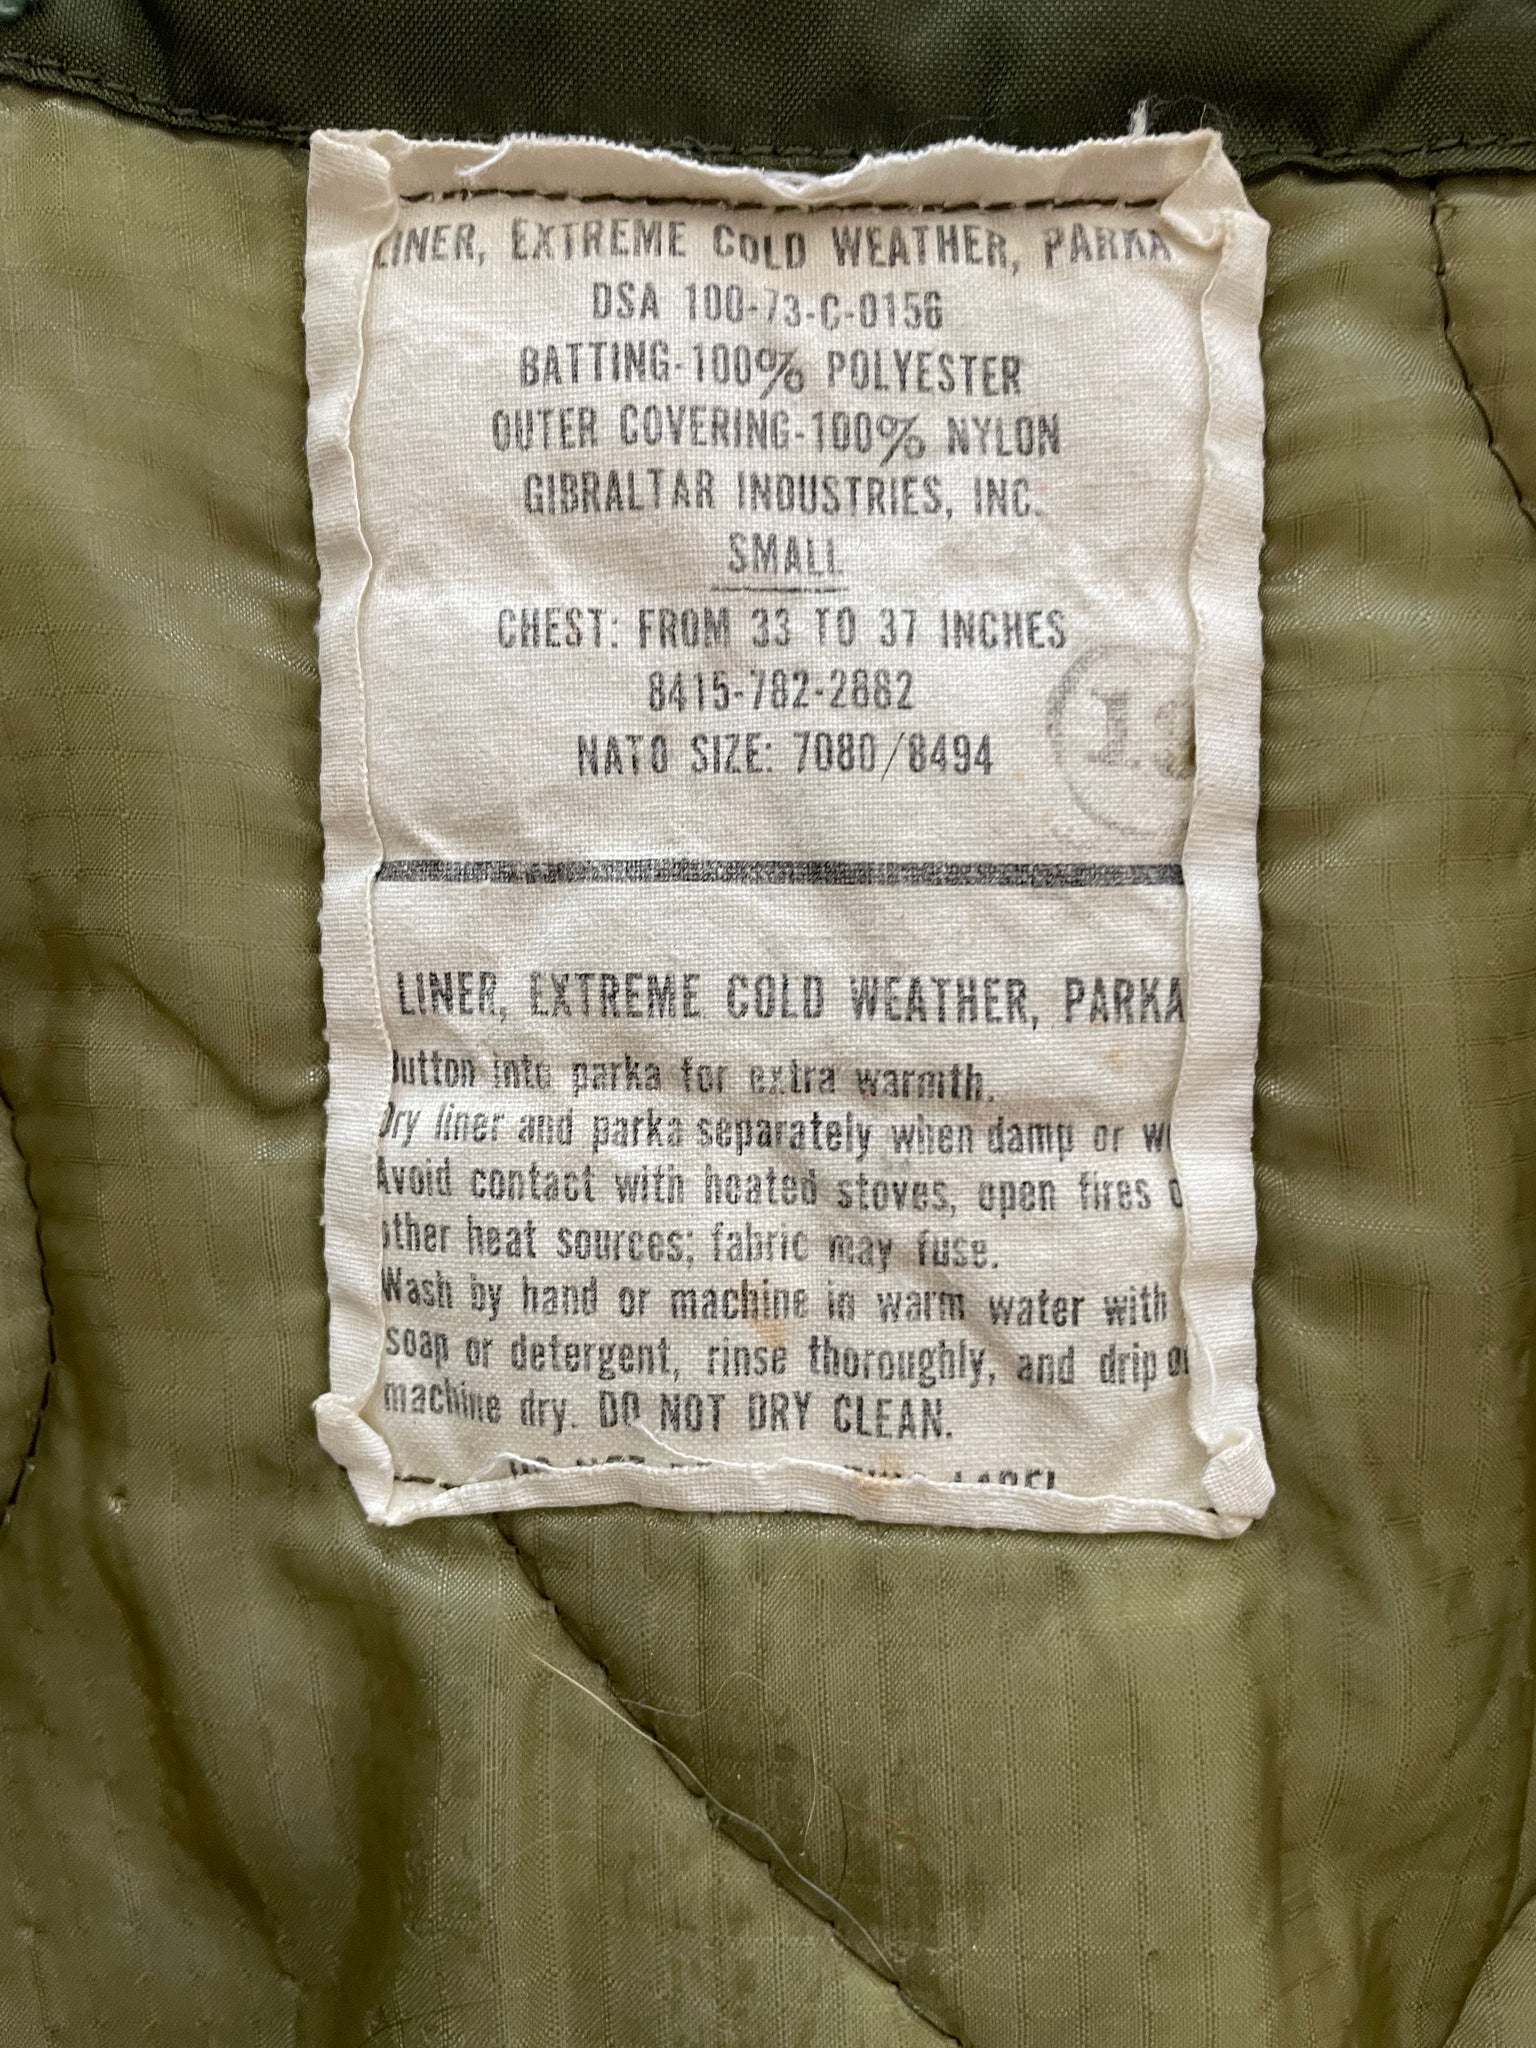 LINER, EXTREME COLD WEATHER, PARKA
DSA 100-73-C-0156
BATTING-100% POLYESTER
OUTER COVERING-100% NYLON
GIBRALTAR INDUSTRIES, INC.
SMALL
CHEST: FROM 33 TO 37 INCHES
8415-782-2882
NATO SIZE: 7080/8494
LINER, EXTREME COLD WEATHER, PARKA
Button into parka for extra warmth.
Dry liner and parka separately when damp or
Avoid contact with heated stoves, open fires
other heat sources; fabric may fuse.
Wash by hand or machine in warm water with
soap or detergent, rinse thoroughly, and drip or
machine dry. DO NOT DRY CLEAN.
LABEL